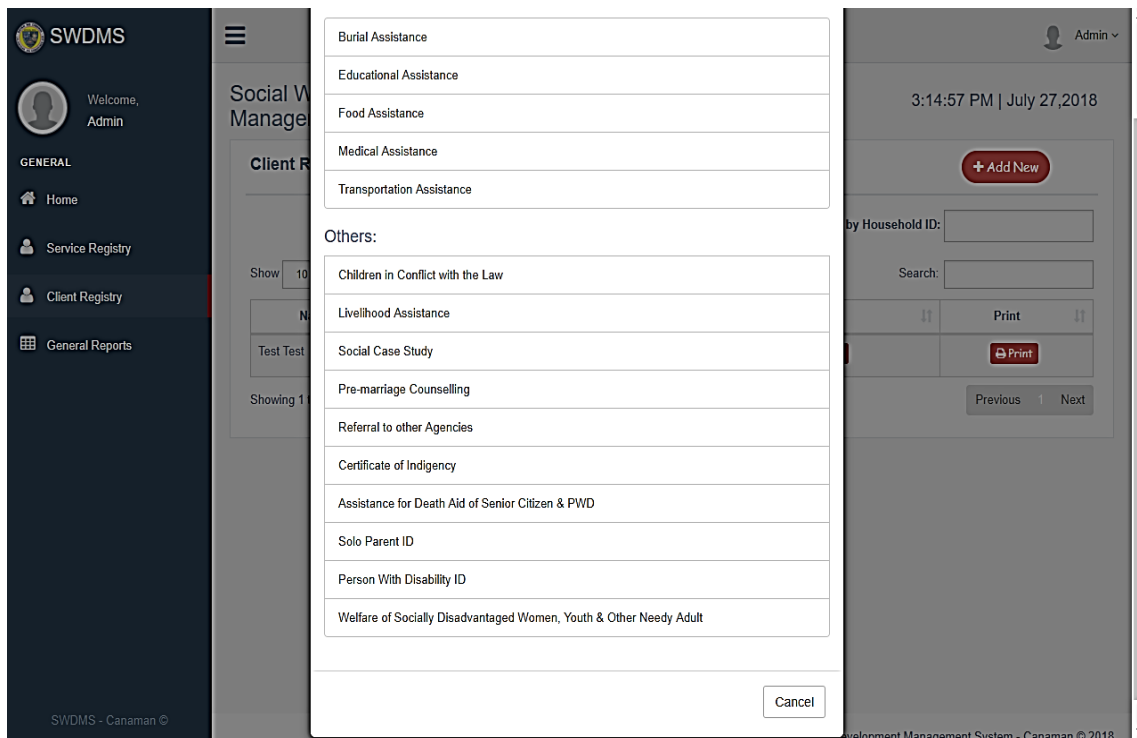 SWDMS
Admin
Welcome,
Admin
GENERAL
Home
Service Registry
Client Registry
General Reports
SWDMS - Canaman ©
Social W
Manage
3:14:57 PM | July 27,2018
Client R
+ Add New
by Household ID:
Show 10
Search:
Print
Test Test
Print
Showing 1
Previous 1 Next
Burial Assistance
Educational Assistance
Food Assistance
Medical Assistance
Transportation Assistance
Others:
Children in Conflict with the Law
Livelihood Assistance
Social Case Study
Pre-marriage Counselling
Referral to other Agencies
Certificate of Indigency
Assistance for Death Aid of Senior Citizen & PWD
Solo Parent ID
Person With Disability ID
Welfare of Socially Disadvantaged Women, Youth & Other Needy Adult
Cancel
velopment Management System - Canaman © 2018